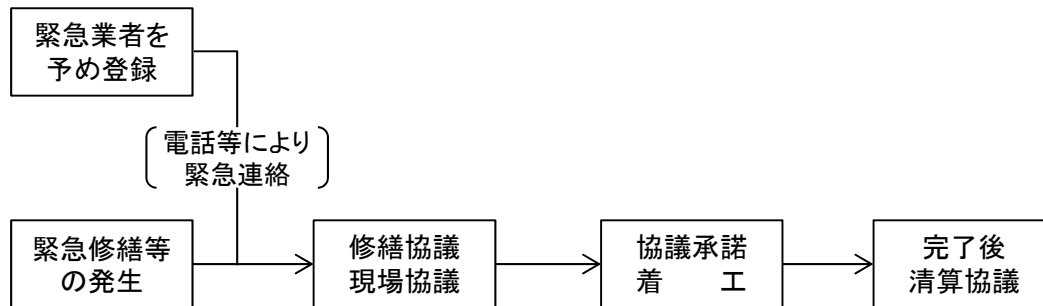 緊急業者を
予め登録
電話等により
緊急連絡
緊急修繕等
の発生
修繕協議
現場協議
協議承諾
着　　工
完了後
清算協議